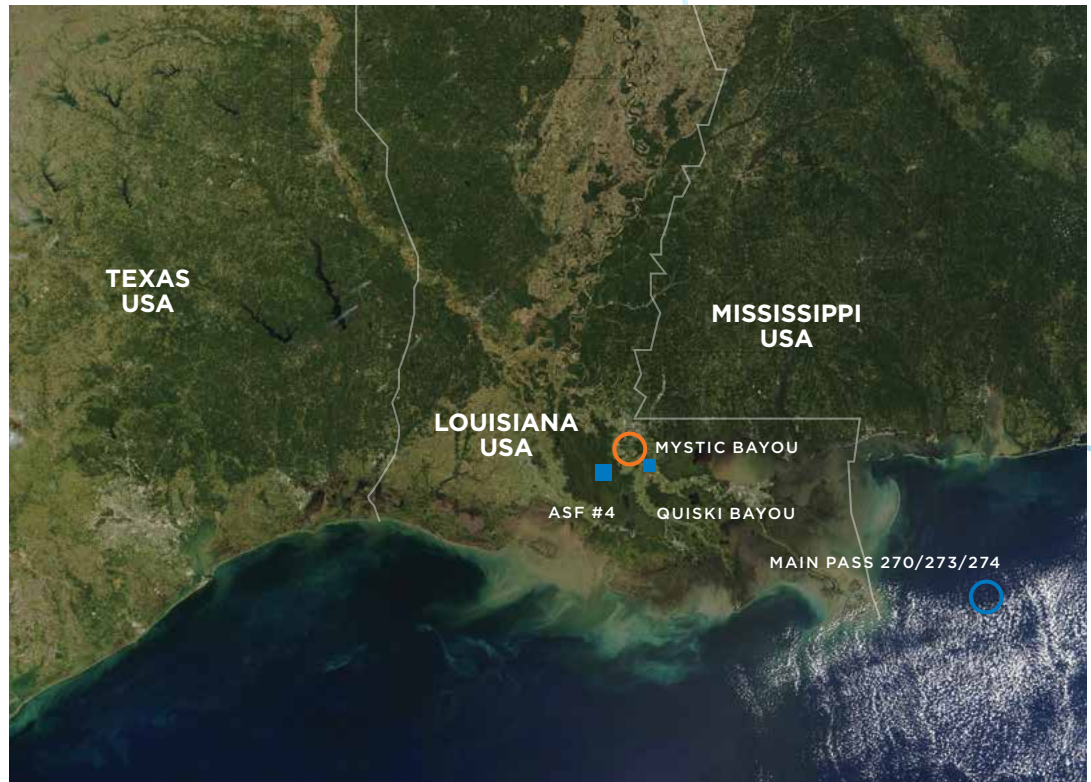 TEXAS
USA
MISSISSIPPI
USA
LOUISIANA
USA
MYSTIC BAYOU
ASF #4
QUISKI BAYOU
MAIN PASS 270/273/274